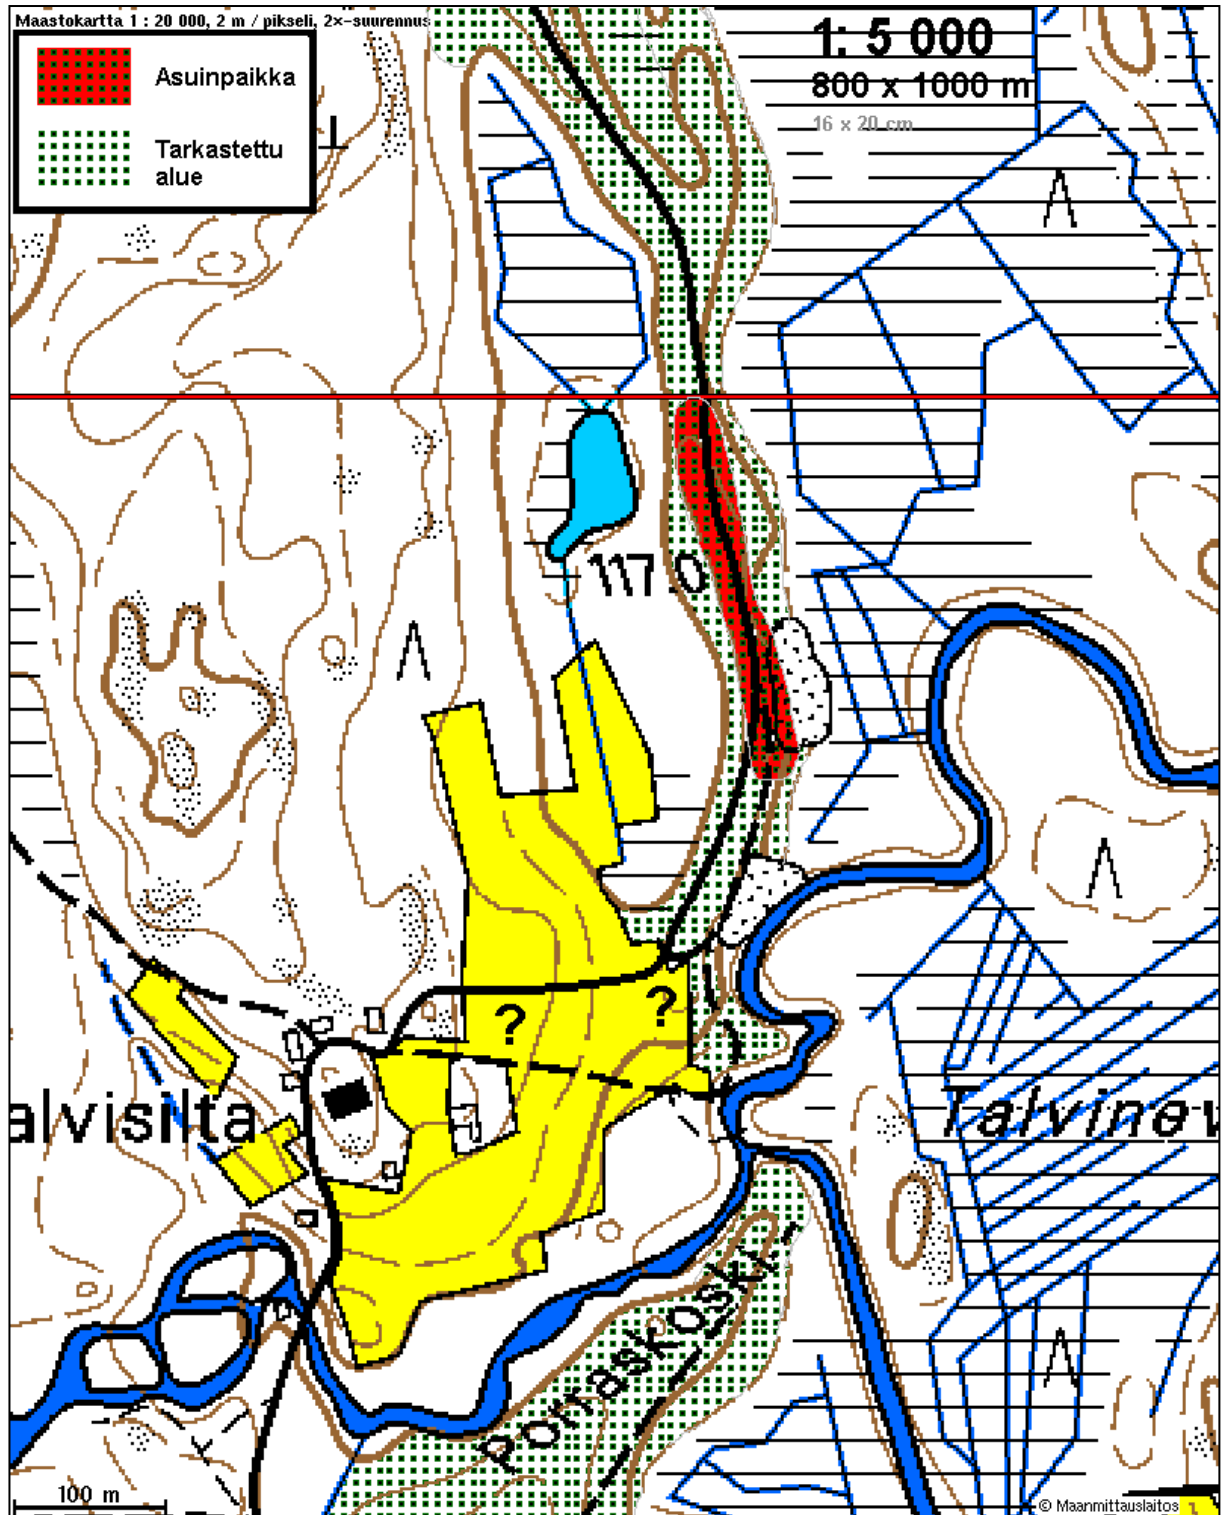 Maastokartta 1 : 20 000, 2 m / pikseli, 2x-suurennus
Asuinpaikka
Tarkastettu
alue
1: 5 000
800 x 1000 m
16 x 20 cm
117.0
?
?
alvisilta
Talvinev
Porraskoski
100 m
© Maanmittauslaitos